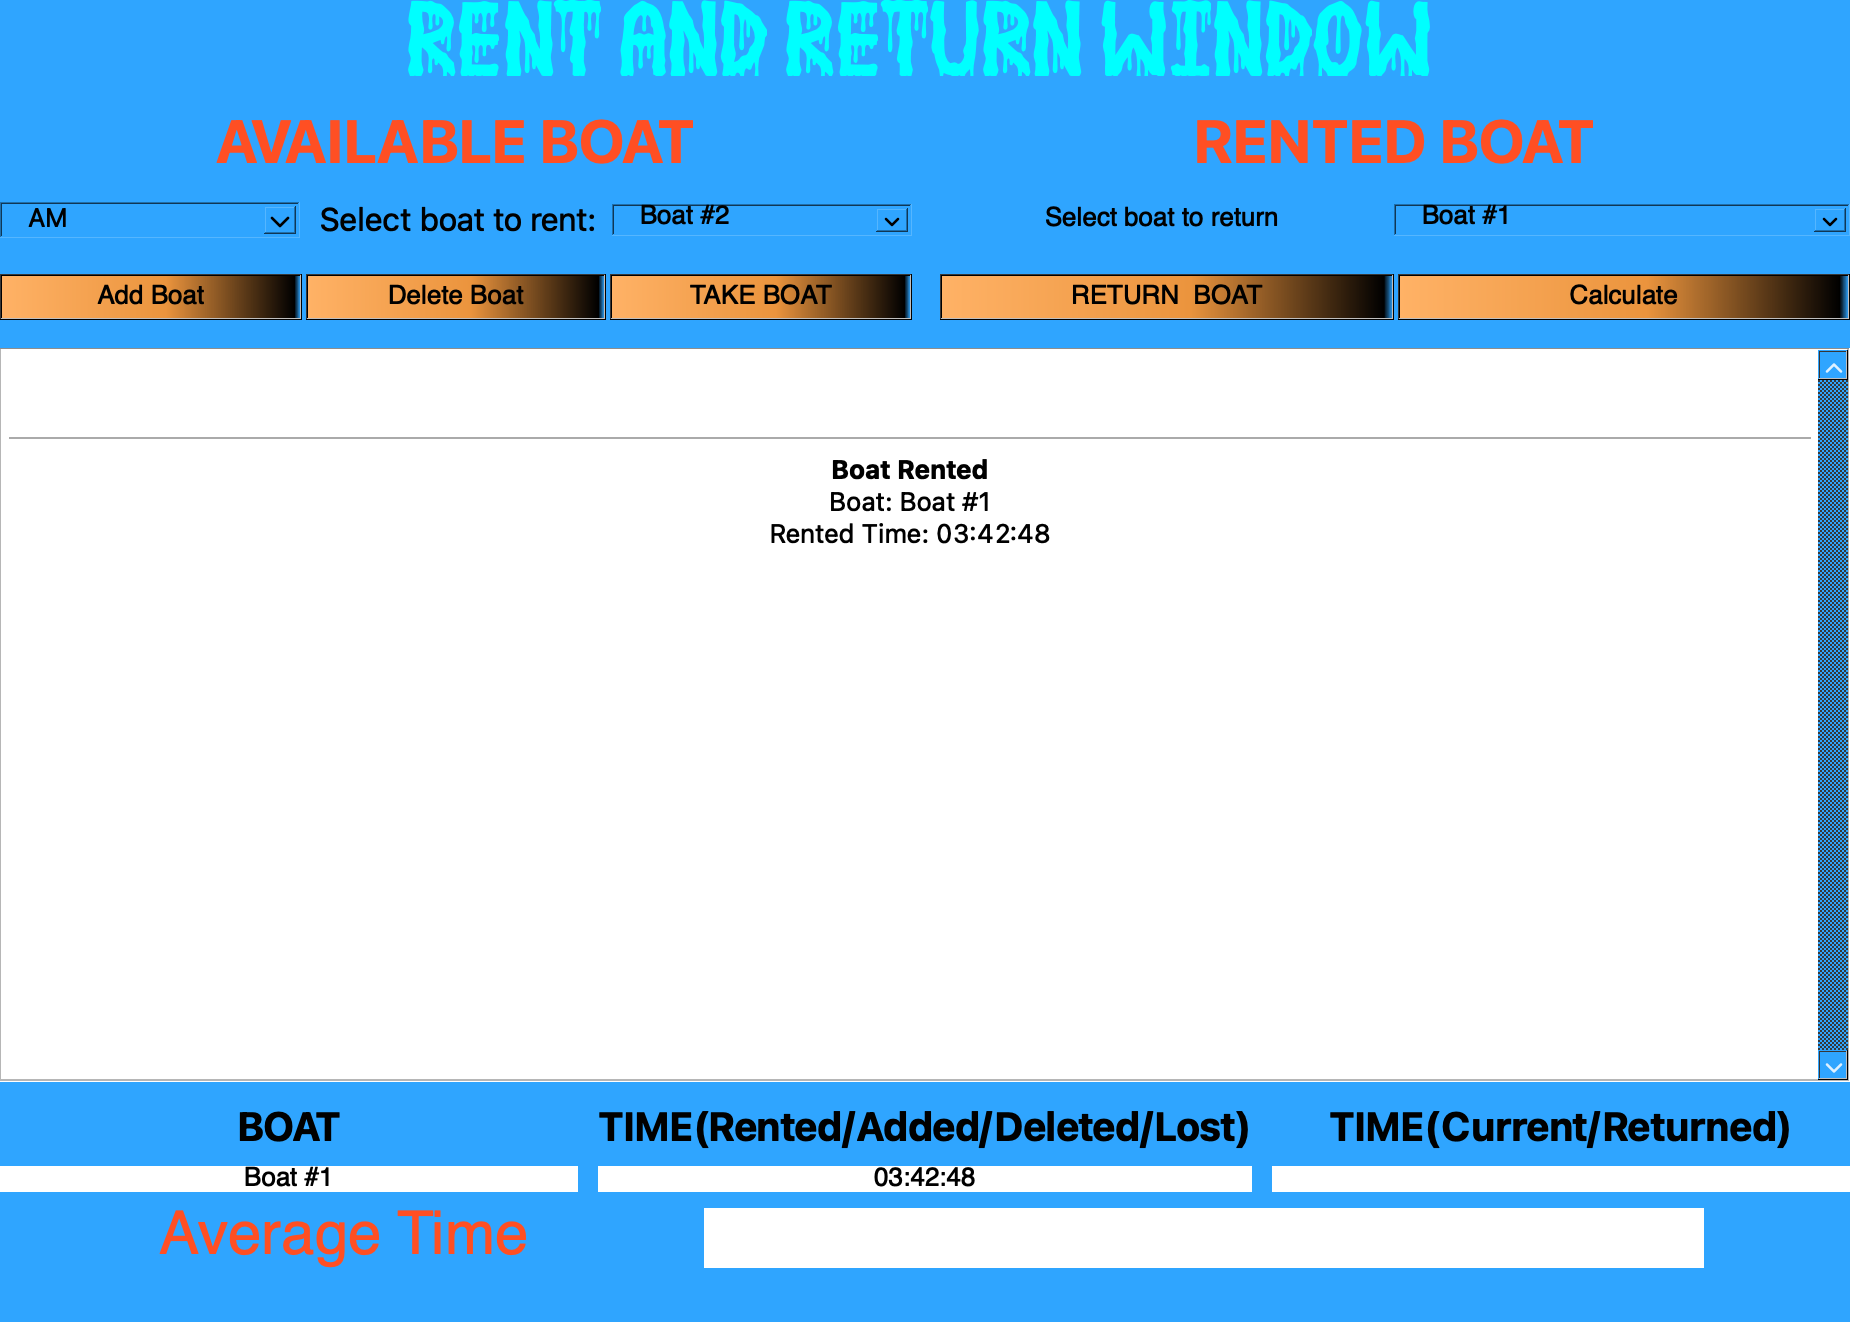 RENT AND RETURN WINDOW
AVAILABLE BOAT
RENTED BOAT
AM
Select boat to rent:
Boat #2
Select boat to return
Boat #1
Add Boat
Delete Boat
TAKE BOAT
RETURN  BOAT
Calculate
Boat Rented
Boat: Boat #1
Rented Time: 03:42:48
BOAT
TIME(Rented/Added/Deleted/Lost)
TIME(Current/Returned)
Boat #1
03:42:48
Average Time